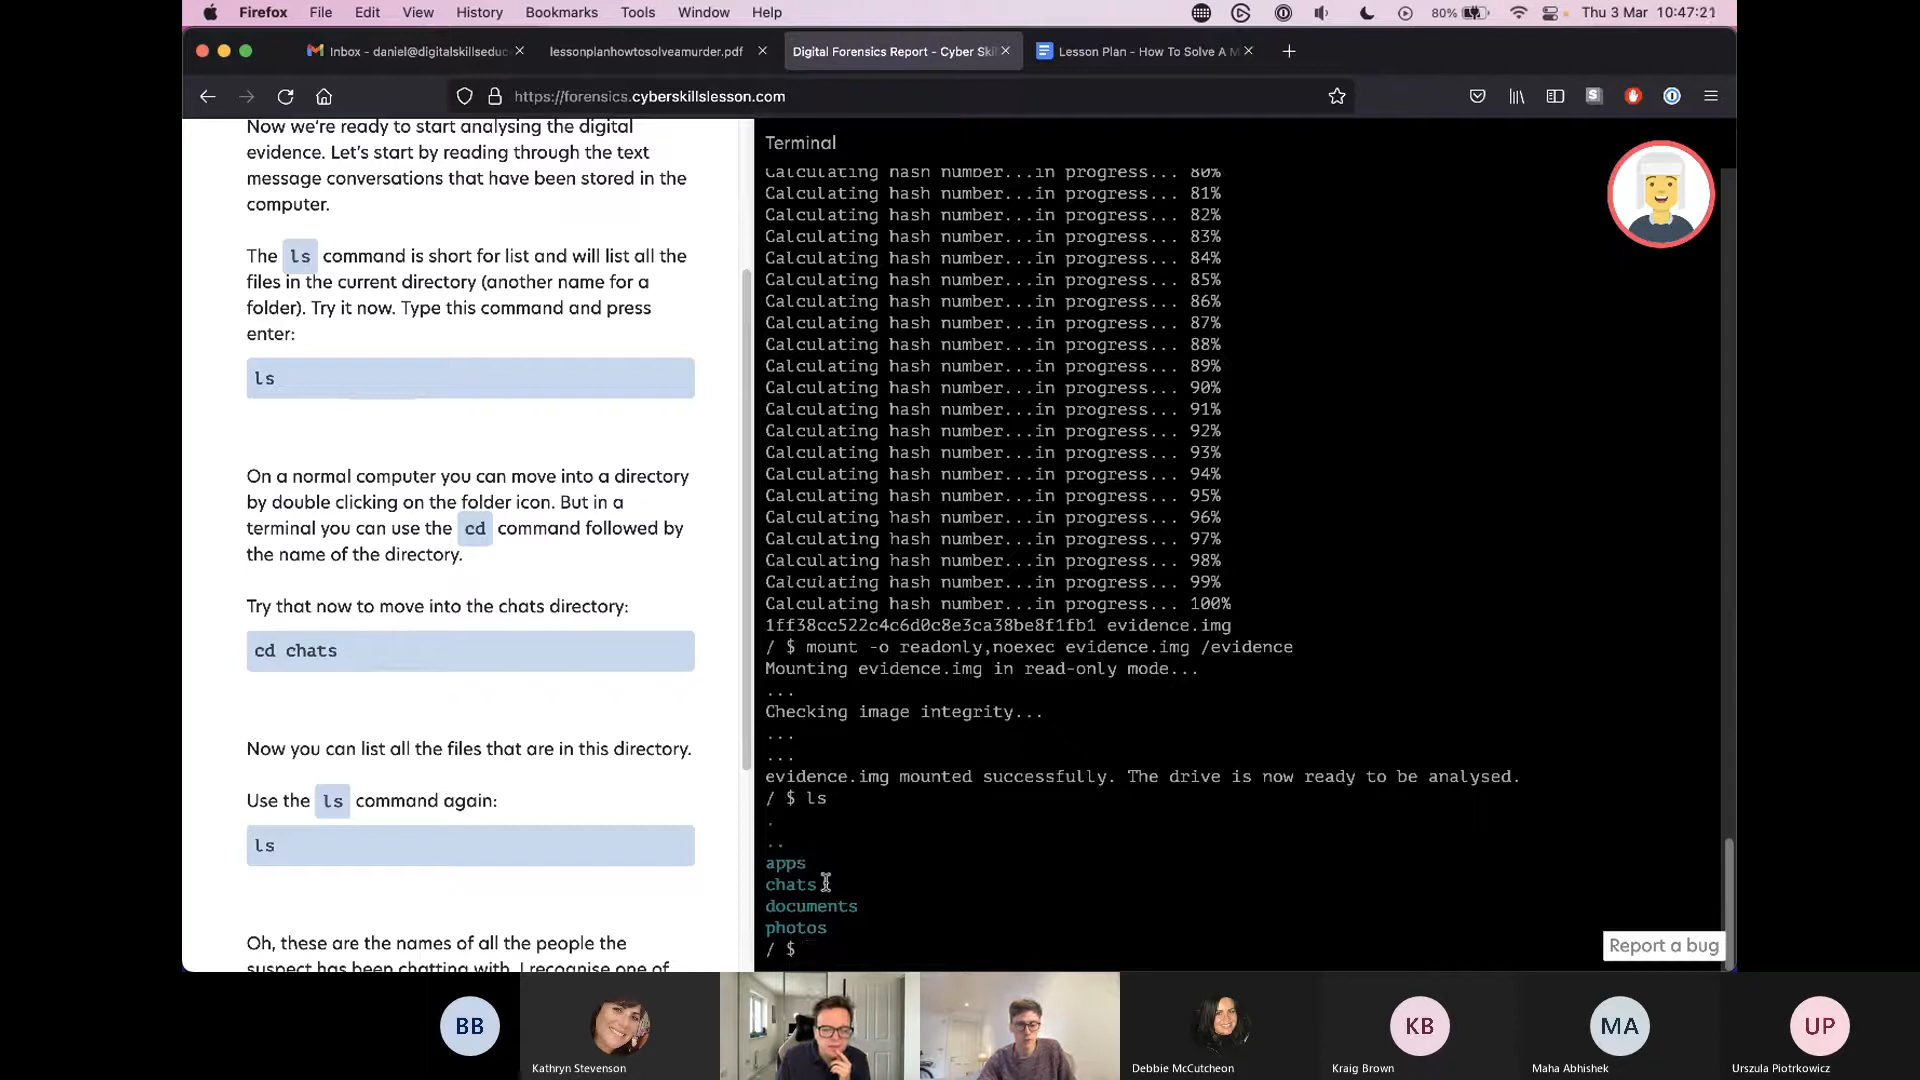 Firefox File Edit View History Bookmarks Tools Window Help 80% Thu 3 Mar 10:47:21
Inbox - daniel@digitalskillseduc
lessonplanhowtosolveamurder.pdf
Digital Forensics Report - Cyber Skil
Lesson Plan - How To Solve A M
https://forensics.cyberskillslesson.com
Now we're ready to start analysing the digital
evidence. Let's start by reading through the text
message conversations that have been stored in the
computer.
The ls command is short for list and will list all the
files in the current directory (another name for a
folder). Try it now. Type this command and press
enter:
ls
On a normal computer you can move into a directory
by double clicking on the folder icon. But in a
terminal you can use the cd command followed by
the name of the directory.
Try that now to move into the chats directory:
cd chats
Now you can list all the files that are in this directory.
Use the ls command again:
ls
Oh, these are the names of all the people the
suspect has been chatting with. I recognise one of
Terminal
Calculating hash number...in progress... 80%
Calculating hash number...in progress... 81%
Calculating hash number...in progress... 82%
Calculating hash number...in progress... 83%
Calculating hash number...in progress... 84%
Calculating hash number...in progress... 85%
Calculating hash number...in progress... 86%
Calculating hash number...in progress... 87%
Calculating hash number...in progress... 88%
Calculating hash number...in progress... 89%
Calculating hash number...in progress... 90%
Calculating hash number...in progress... 91%
Calculating hash number...in progress... 92%
Calculating hash number...in progress... 93%
Calculating hash number...in progress... 94%
Calculating hash number...in progress... 95%
Calculating hash number...in progress... 96%
Calculating hash number...in progress... 97%
Calculating hash number...in progress... 98%
Calculating hash number...in progress... 99%
Calculating hash number...in progress... 100%
1ff38cc522c4c6d0c8e3ca38be8f1fb1 evidence.img
/ $ mount -o readonly,noexec evidence.img /evidence
Mounting evidence.img in read-only mode...
...
Checking image integrity...
...
...
evidence.img mounted successfully. The drive is now ready to be analysed.
/ $ ls
.
..
apps
chats
documents
photos
/ $
Report a bug
BB
Kathryn Stevenson
Debbie McCutcheon
KB
Kraig Brown
MA
Maha Abhishek
UP
Urszula Piotrkowicz